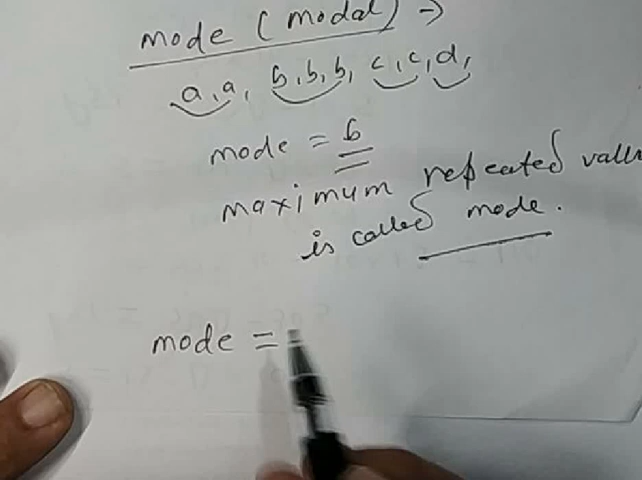 mode (modal) →
a, a, b, b, b, c, c, d,
mode = b
maximum repeated value
is called mode.
mode =